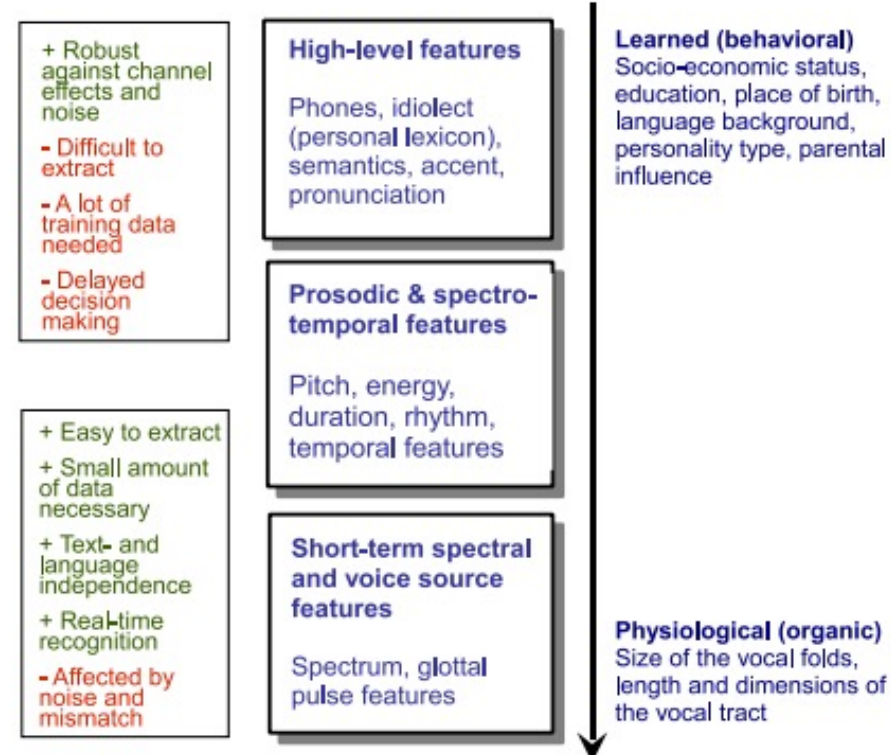 + Robust
against channel
effects and
noise
- Difficult to
extract
- A lot of
training data
needed
- Delayed
decision
making
+ Easy to extract
+ Small amount
of data
necessary
+ Text- and
language
independence
+ Real-time
recognition
- Affected by
noise and
mismatch
High-level features
Phones, idiolect
(personal lexicon),
semantics, accent,
pronunciation
Prosodic & spectro-
temporal features
Pitch, energy,
duration, rhythm,
temporal features
Short-term spectral
and voice source
features
Spectrum, glottal
pulse features
Learned (behavioral)
Socio-economic status,
education, place of birth,
language background,
personality type, parental
influence
Physiological (organic)
Size of the vocal folds,
length and dimensions of
the vocal tract